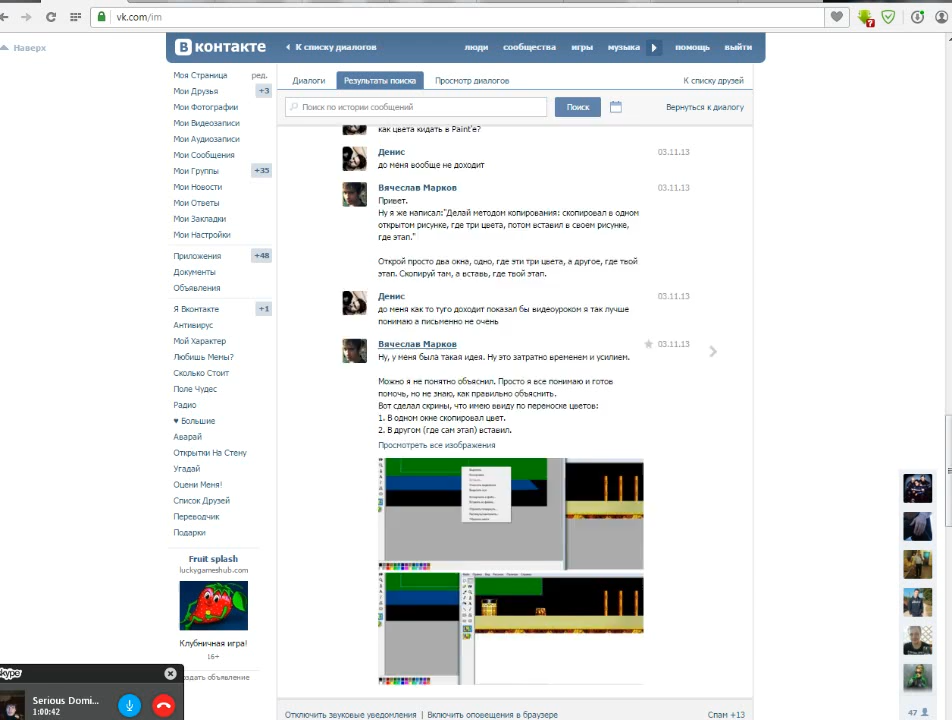 vk.com/im
?
Наверх
В контакте
К списку диалогов
люди сообщества игры музыка помощь выйти
Моя Страница ред.
Мои Друзья +3
Мои Фотографии
Мои Видеозаписи
Мои Аудиозаписи
Мои Сообщения
Мои Группы +35
Мои Новости
Мои Ответы
Мои Закладки
Мои Настройки
Приложения +48
Документы
Объявления
Я Вконтакте +1
Антивирус
Мой Характер
Любишь Мемы?
Сколько Стоит
Поле Чудес
Радио
♥ Большие
Аварай
Открытки На Стену
Угадай
Оцени Меня!
Список Друзей
Переводчик
Подарки
Fruit splash
luckygameshub.com
Клубничная игра!
16+
создать объявление
Диалоги Результаты поиска Просмотр диалогов К списку друзей
Поиск по истории сообщений Поиск Вернуться к диалогу
как цвета кидать в Paint'е?
Денис 03.11.13
до меня вообще не доходит
Вячеслав Марков 03.11.13
Привет.
Ну я же написал:"Делай методом копирования: скопировал в одном
открытом рисунке, где три цвета, потом вставил в своем рисунке,
где этап."
Открой просто два окна, одно, где эти три цвета, а другое, где твой
этап. Скопируй там, а вставь, где твой этап.
Денис 03.11.13
до меня как то туго доходит показал бы видеоуроком я так лучше
понимаю а письменно не очень
Вячеслав Марков 03.11.13
Ну, у меня была такая идея. Ну это затратно временем и усилием.
Можно я не понятно объяснил. Просто я все понимаю и готов
помочь, но не знаю, как правильно объяснить.
Вот сделал скрины, что имею ввиду по переноске цветов:
1. В одном окне скопировал цвет.
2. В другом (где сам этап) вставил.
Просмотреть все изображения
Отключить звуковые уведомления | Включить оповещения в браузере Спам +13
47
skype
Serious Domi...
1:00:42